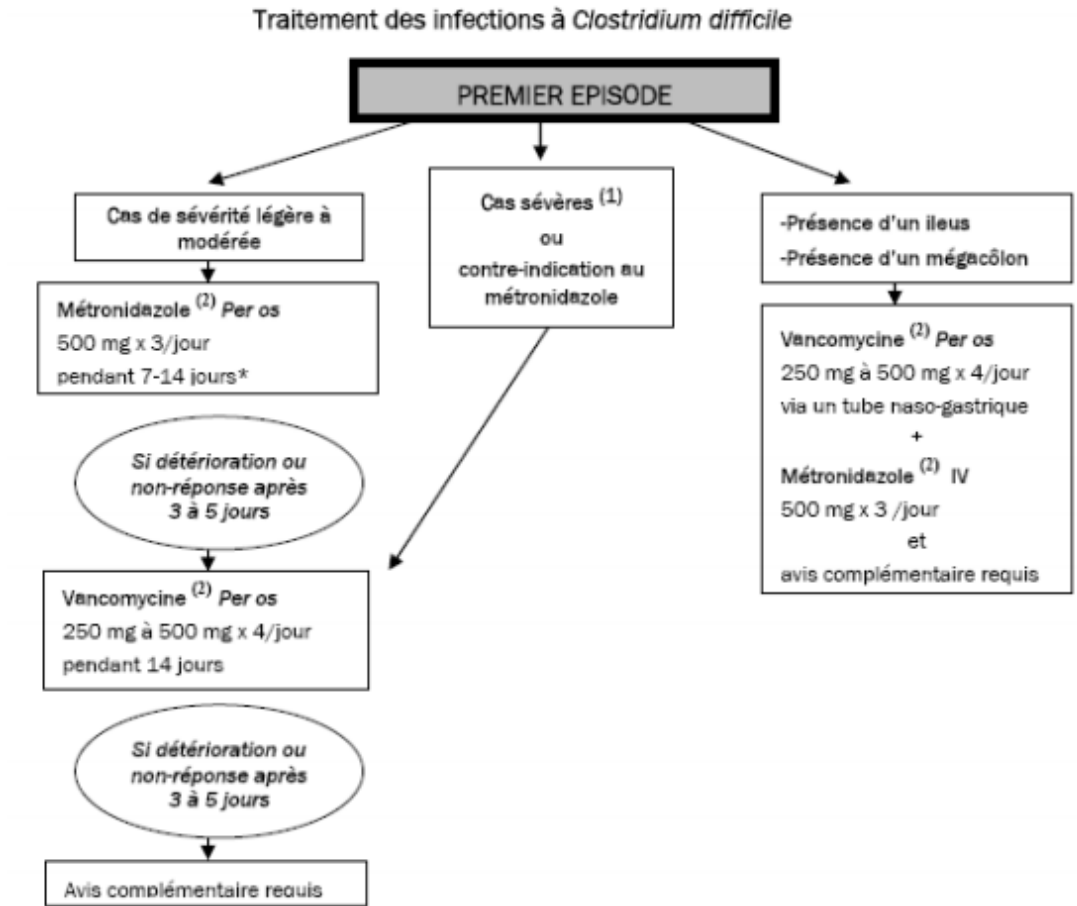 Traitement des infections à Clostridium difficile
PREMIER EPISODE
Cas de sévérité légère à
modérée
Métronidazole (2) Per os
500 mg x 3/jour
pendant 7-14 jours*
Si détérioration ou
non-réponse après
3 à 5 jours
Vancomycine (2) Per os
250 mg à 500 mg x 4/jour
pendant 14 jours
Si détérioration ou
non-réponse après
3 à 5 jours
Avis complémentaire requis
Cas sévères (1)
ou
contre-indication au
métronidazole
-Présence d'un ileus
-Présence d'un mégacôlon
Vancomycine (2) Per os
250 mg à 500 mg x 4/jour
via un tube naso-gastrique
+
Métronidazole (2) IV
500 mg x 3 /jour
et
avis complémentaire requis